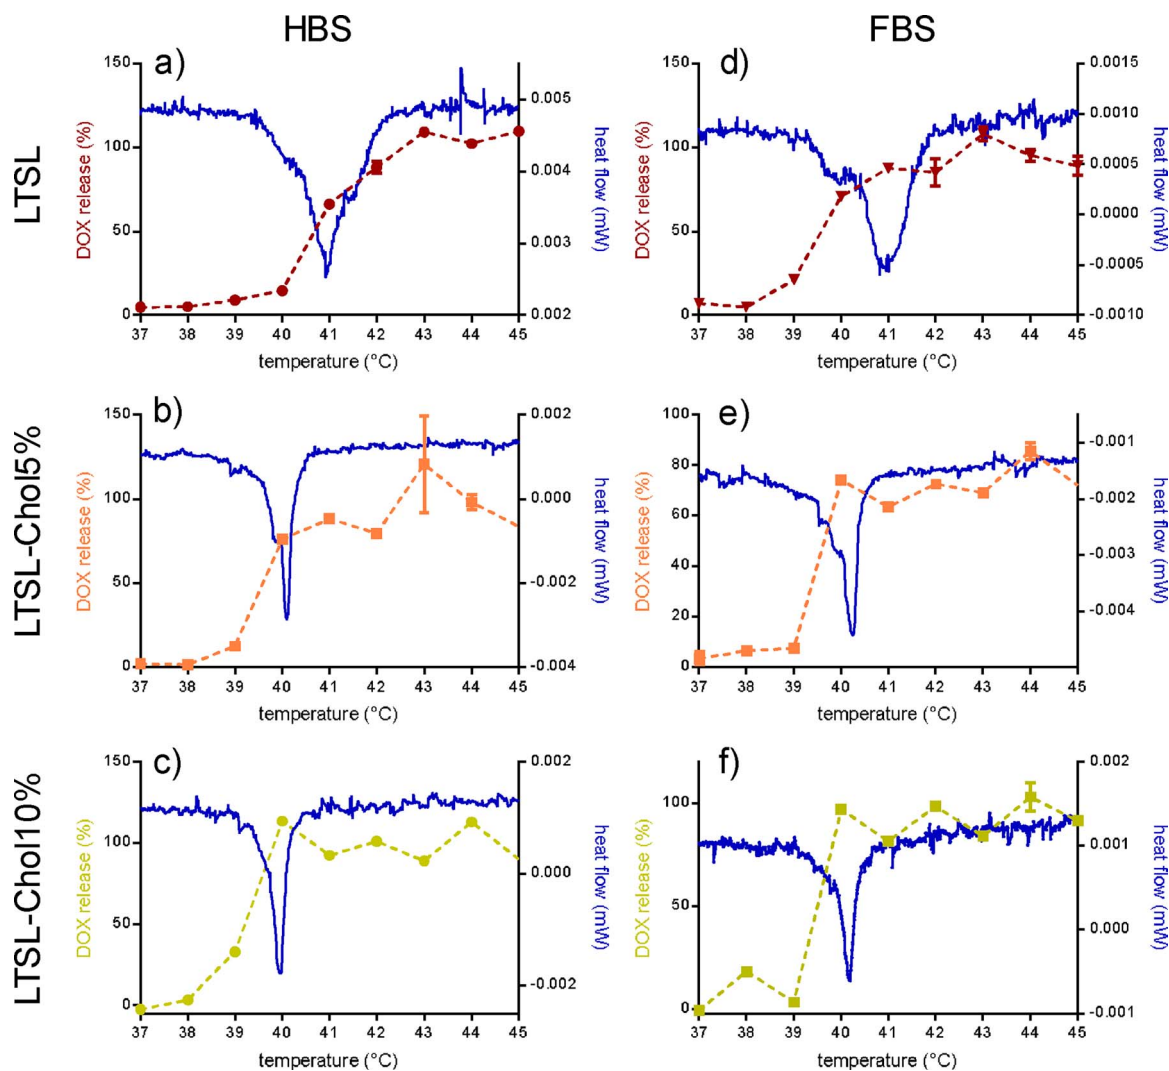 HBS
FBS
LTSL
a)
DOX release (%)
150
100
50
0
0.005
0.004
0.003
0.002
heat flow (mW)
37 38 39 40 41 42 43 44 45
temperature (°C)
d)
DOX release (%)
150
100
50
0
0.0015
0.0010
0.0005
0.0000
-0.0005
-0.0010
heat flow (mW)
37 38 39 40 41 42 43 44 45
temperature (°C)
LTSL-Chol5%
b)
DOX release (%)
150
100
50
0
0.002
0.000
-0.002
-0.004
heat flow (mW)
37 38 39 40 41 42 43 44 45
temperature (°C)
e)
DOX release (%)
100
80
60
40
20
0
-0.001
-0.002
-0.003
-0.004
heat flow (mW)
37 38 39 40 41 42 43 44 45
temperature (°C)
LTSL-Chol10%
c)
DOX release (%)
150
100
50
0
0.002
0.000
-0.002
heat flow (mW)
37 38 39 40 41 42 43 44 45
temperature (°C)
f)
DOX release (%)
100
50
0
0.002
0.001
0.000
-0.001
heat flow (mW)
37 38 39 40 41 42 43 44 45
temperature (°C)